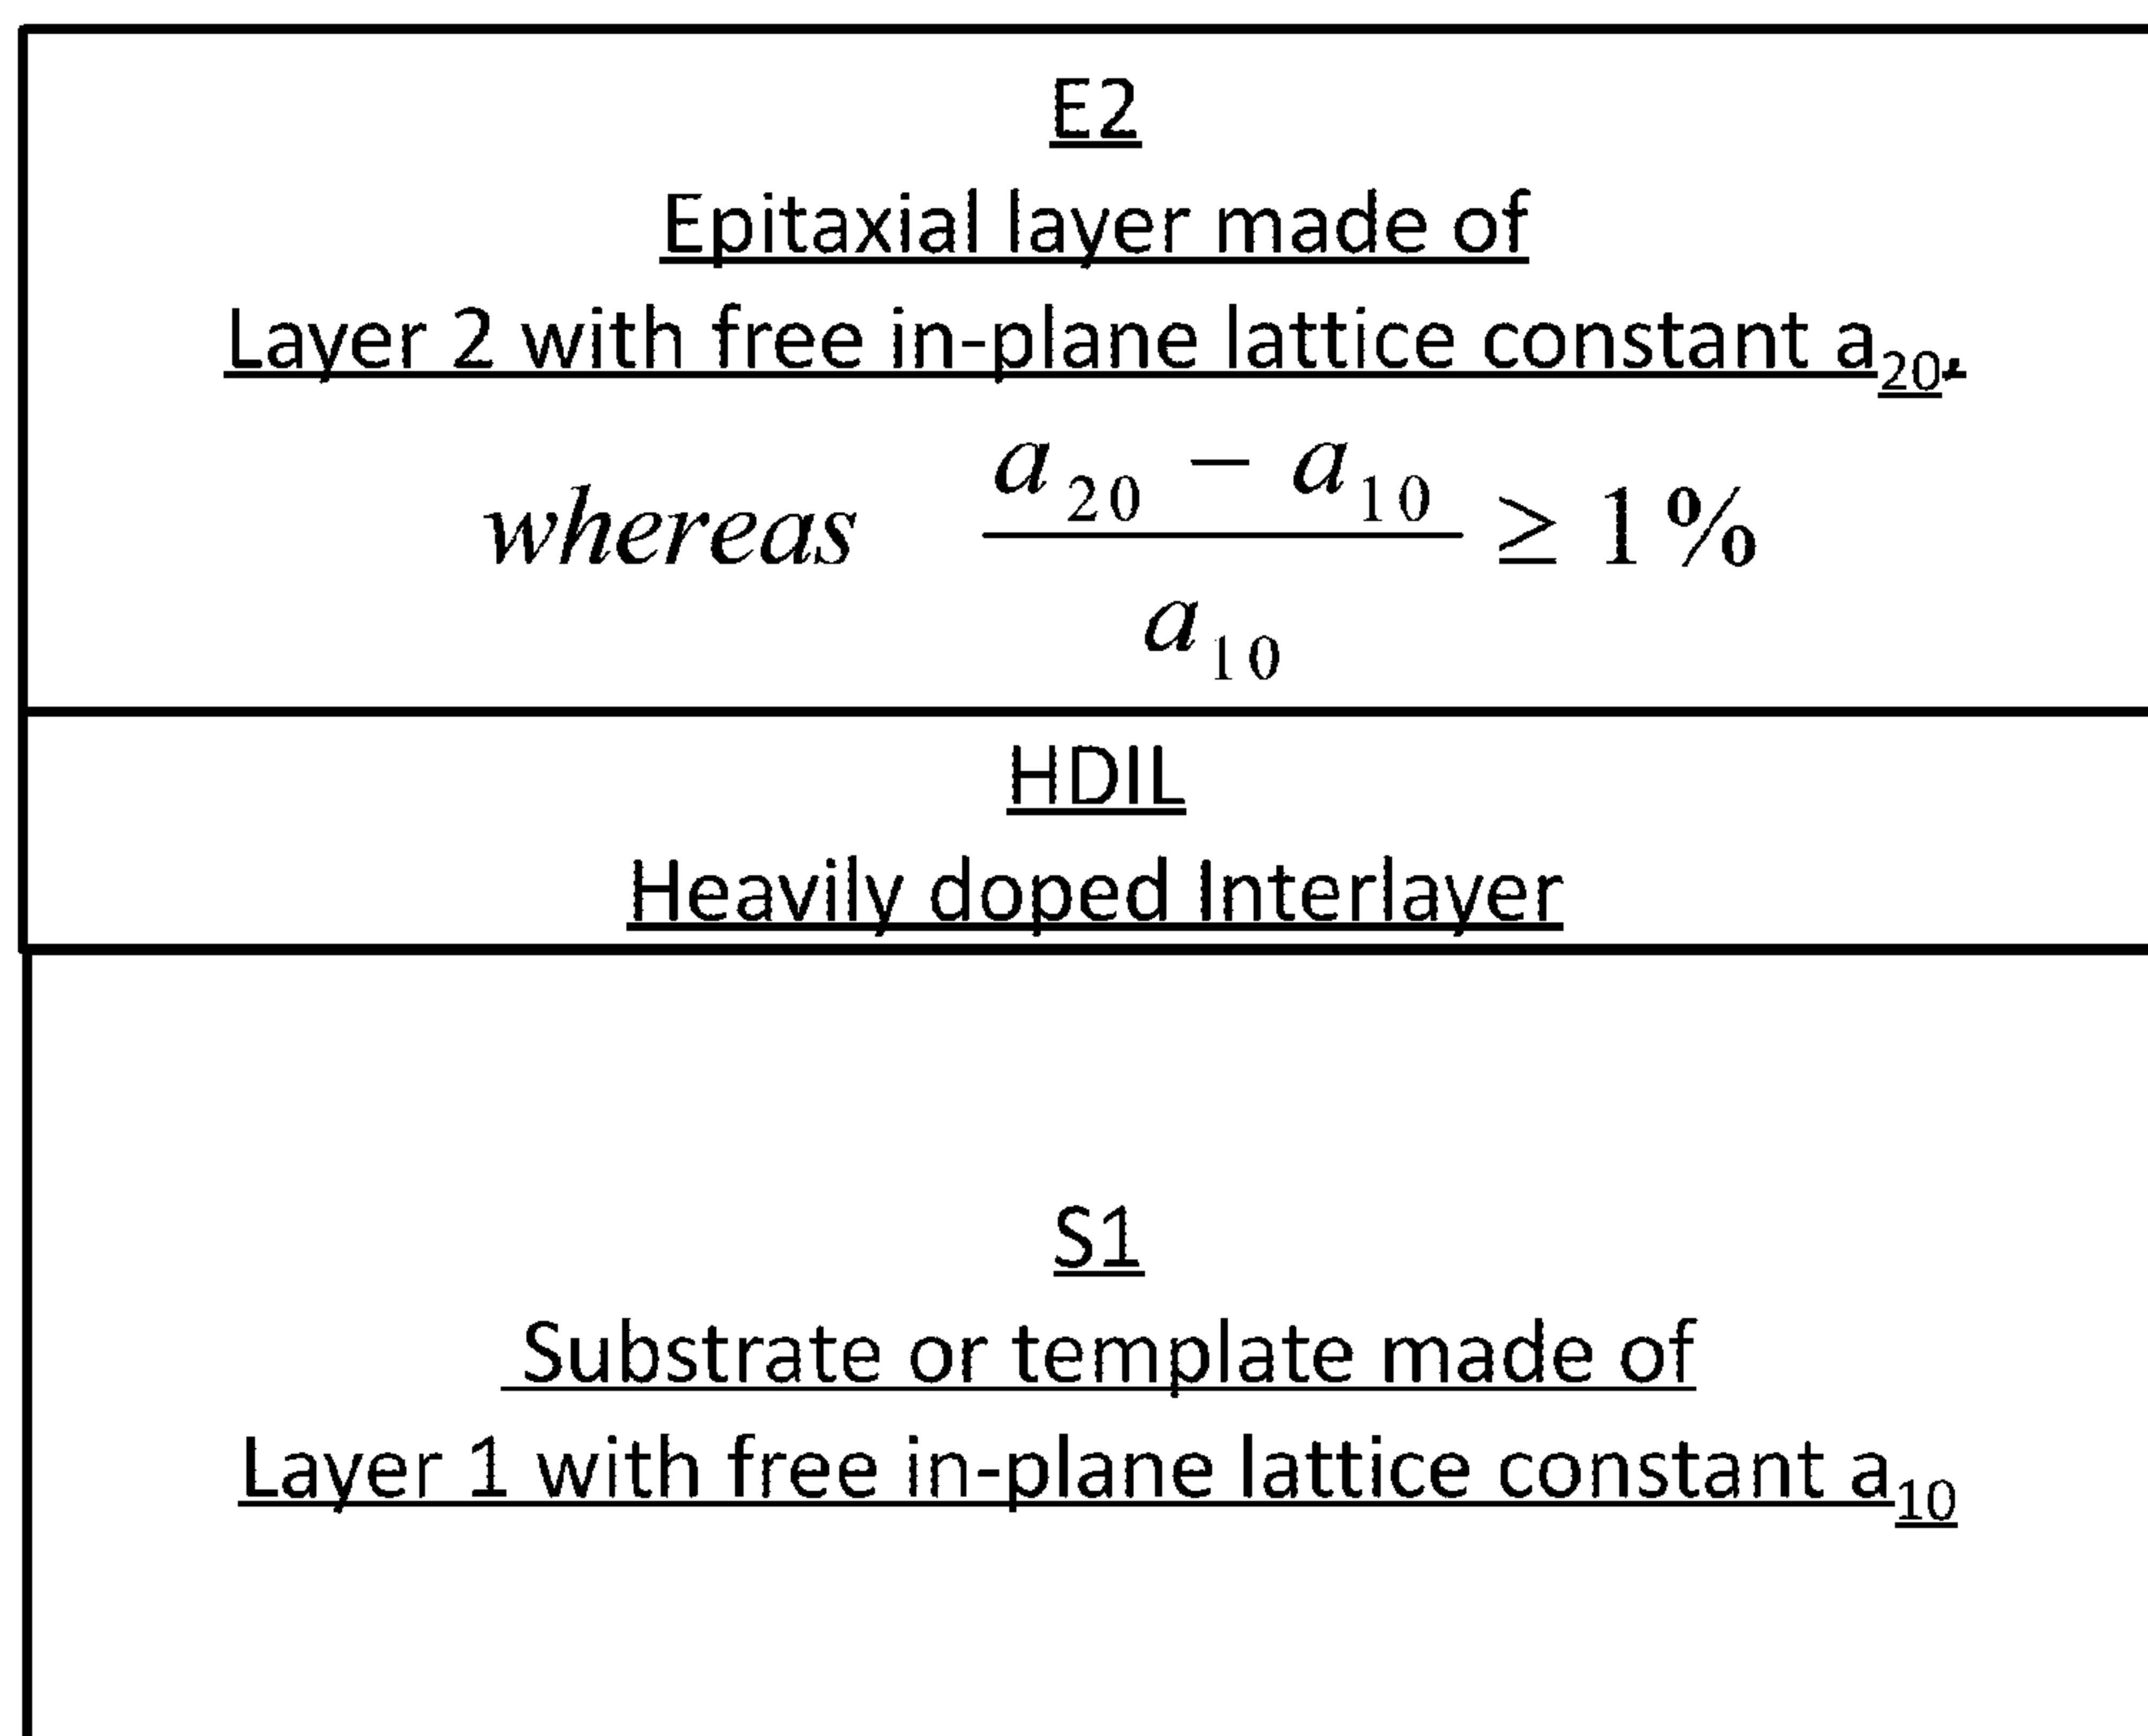 E2
Epitaxial layer made of
Layer 2 with free in-plane lattice constant a20,
whereas (a20 − a10) / a10 ≥ 1%
HDIL
Heavily doped Interlayer
S1
Substrate or template made of
Layer 1 with free in-plane lattice constant a10